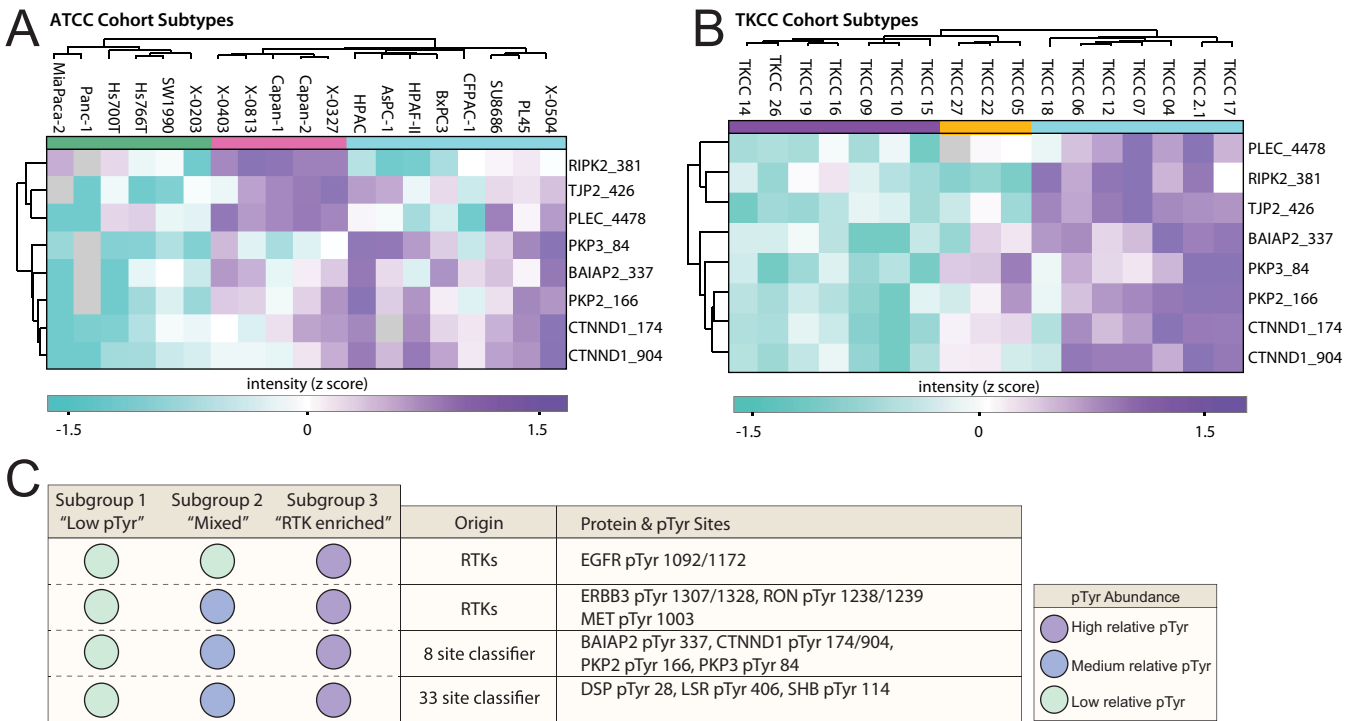 A
ATCC Cohort Subtypes
MiaPaca-2
Panc-1
Hs700T
Hs766T
SW1990
X-0203
X-0403
X-0813
Capan-1
Capan-2
X-0327
HPAC
AsPC-1
HPAF-II
BxPC3
CFPAC-1
SU8686
PL45
X-0504
RIPK2_381
TJP2_426
PLEC_4478
PKP3_84
BAIAP2_337
PKP2_166
CTNND1_174
CTNND1_904
intensity (z score)
-1.5 0 1.5
B
TKCC Cohort Subtypes
TKCC 14
TKCC 26
TKCC 19
TKCC 16
TKCC 09
TKCC 10
TKCC 15
TKCC 27
TKCC 22
TKCC 05
TKCC 18
TKCC 06
TKCC 12
TKCC 07
TKCC 04
TKCC 2.1
TKCC 17
PLEC_4478
RIPK2_381
TJP2_426
BAIAP2_337
PKP3_84
PKP2_166
CTNND1_174
CTNND1_904
intensity (z score)
-1.5 0 1.5
C
Subgroup 1 Subgroup 2 Subgroup 3
“Low pTyr” “Mixed” “RTK enriched” Origin Protein & pTyr Sites
RTKs EGFR pTyr 1092/1172
RTKs ERBB3 pTyr 1307/1328, RON pTyr 1238/1239
MET pTyr 1003
8 site classifier BAIAP2 pTyr 337, CTNND1 pTyr 174/904,
PKP2 pTyr 166, PKP3 pTyr 84
33 site classifier DSP pTyr 28, LSR pTyr 406, SHB pTyr 114
pTyr Abundance
High relative pTyr
Medium relative pTyr
Low relative pTyr